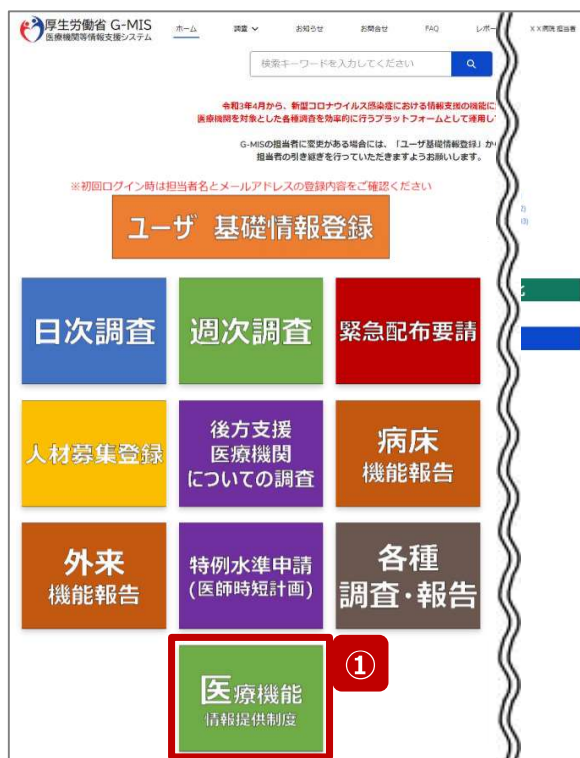 厚生労働省 G-MIS
医療機関等情報支援システム
ホーム 調査 お知らせ お問合せ FAQ レポー
××病院 担当者
検索キーワードを入力してください
令和3年4月から、新型コロナウイルス感染症における情報支援の機能に
医療機関を対象とした各種調査を効率的に行うプラットフォームとして運用し
G-MISの担当者に変更がある場合には、「ユーザ基礎情報登録」か
担当者の引き継ぎを行っていただきますようお願いします。
※初回ログイン時は担当者名とメールアドレスの登録内容をご確認ください
ユーザ 基礎情報登録
日次調査
週次調査
緊急配布要請
人材募集登録
後方支援
医療機関
についての調査
病床
機能報告
外来
機能報告
特例水準申請
(医師時短計画)
各種
調査・報告
①
医療機能
情報提供制度